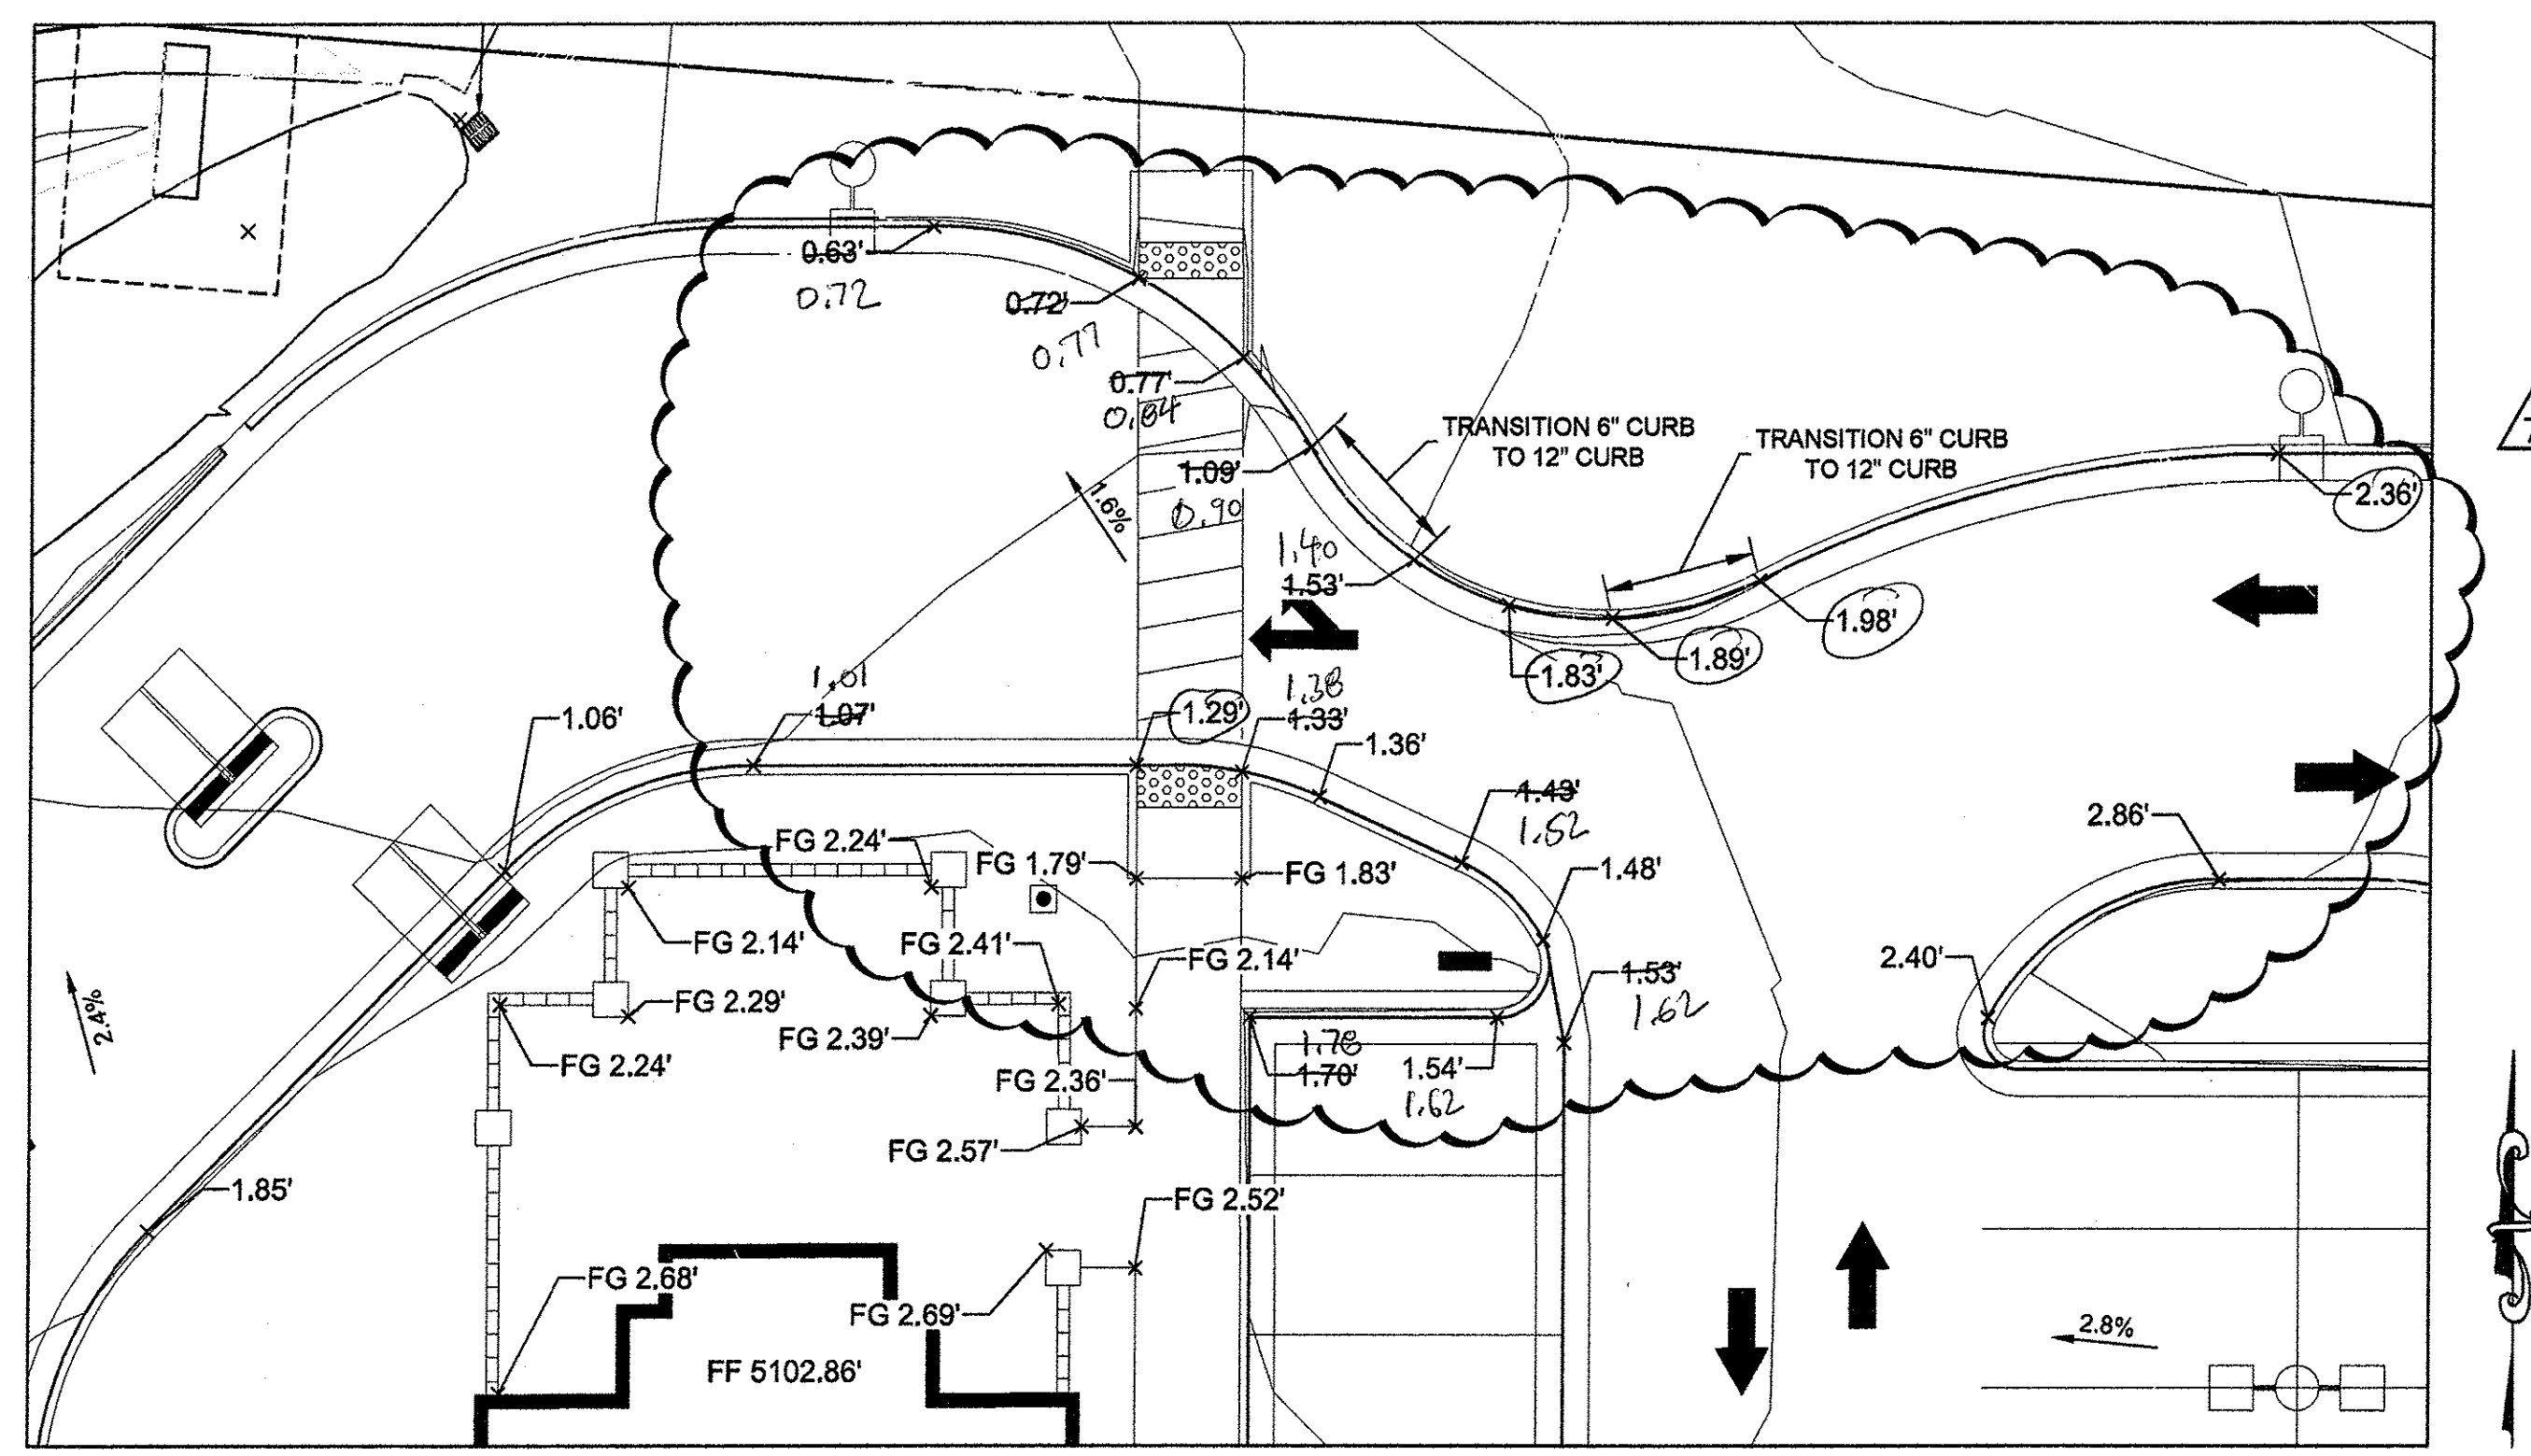 0.63'
0.72
0.72'
0.77
0.77'
0.84
TRANSITION 6" CURB
TO 12" CURB
TRANSITION 6" CURB
TO 12" CURB
1.09'
0.90
1.6%
2.36'
1.40
1.53'
1.98'
1.89'
1.83'
1.01
1.07'
1.06'
1.29'
1.38
1.33'
1.36'
1.43'
1.52
2.86'
FG 2.24'
FG 1.79'
FG 1.83'
1.48'
FG 2.14'
FG 2.41'
FG 2.14'
2.40'
1.53'
1.62
2.4%
FG 2.29'
FG 2.39'
FG 2.24'
1.78
1.70'
1.54'
1.62
FG 2.36'
FG 2.57'
1.85'
FG 2.52'
FG 2.68'
FG 2.69'
2.8%
FF 5102.86'